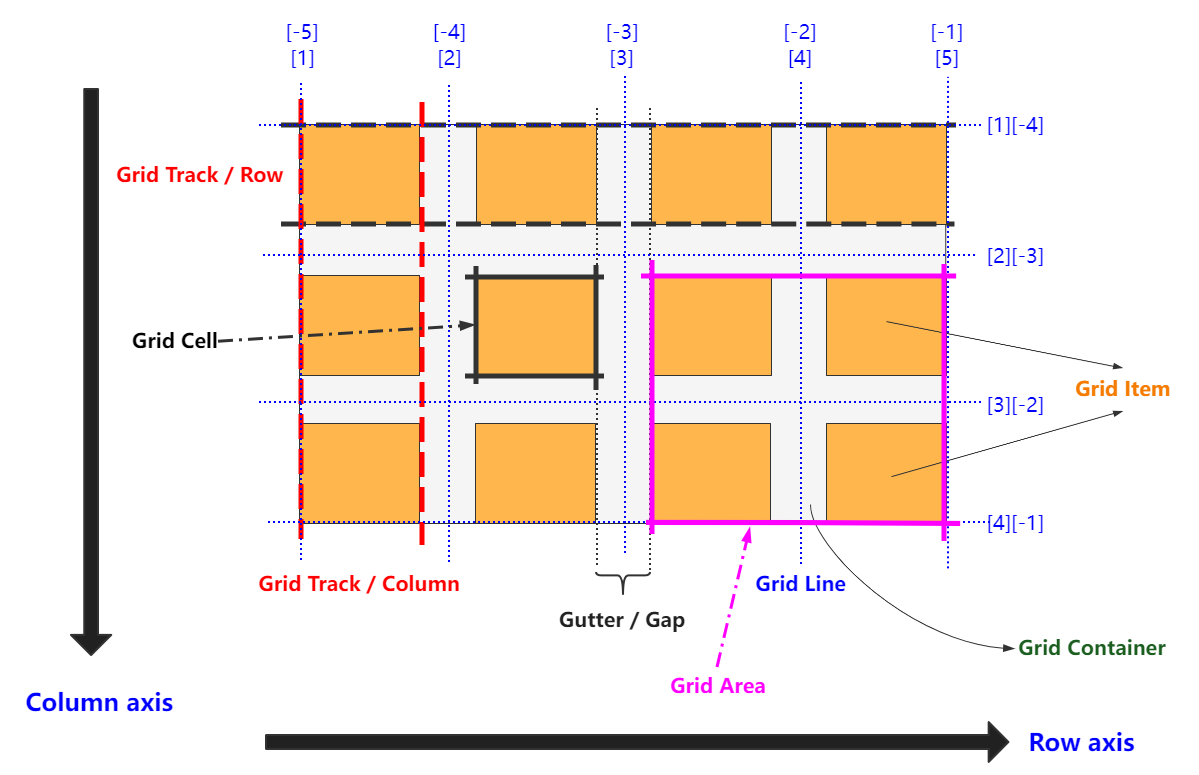 [-5] [-4] [-3] [-2] [-1]
[1] [2] [3] [4] [5]
[1][-4]
Grid Track / Row
[2][-3]
Grid Cell
Grid Item
[3][-2]
[4][-1]
Grid Track / Column
Grid Line
Gutter / Gap
Grid Container
Grid Area
Column axis
Row axis